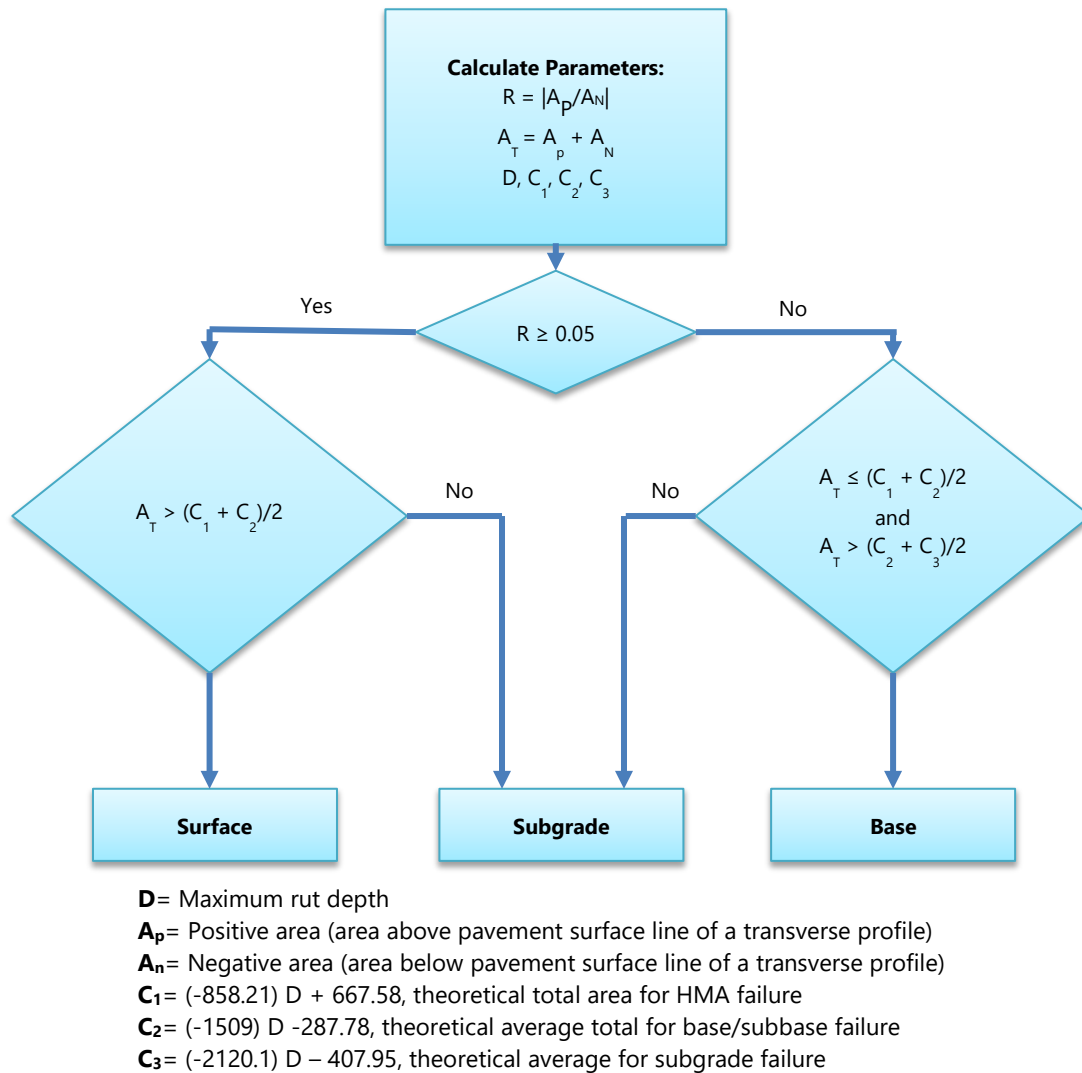 Calculate Parameters:
R = |AP/AN|
AT = Ap + AN
D, C1, C2, C3
Yes
No
R ≥ 0.05
AT > (C1 + C2)/2
No
No
AT ≤ (C1 + C2)/2
and
AT > (C2 + C3)/2
Surface
Subgrade
Base
D= Maximum rut depth
Ap= Positive area (area above pavement surface line of a transverse profile)
An= Negative area (area below pavement surface line of a transverse profile)
C1= (-858.21) D + 667.58, theoretical total area for HMA failure
C2= (-1509) D -287.78, theoretical average total for base/subbase failure
C3= (-2120.1) D – 407.95, theoretical average for subgrade failure